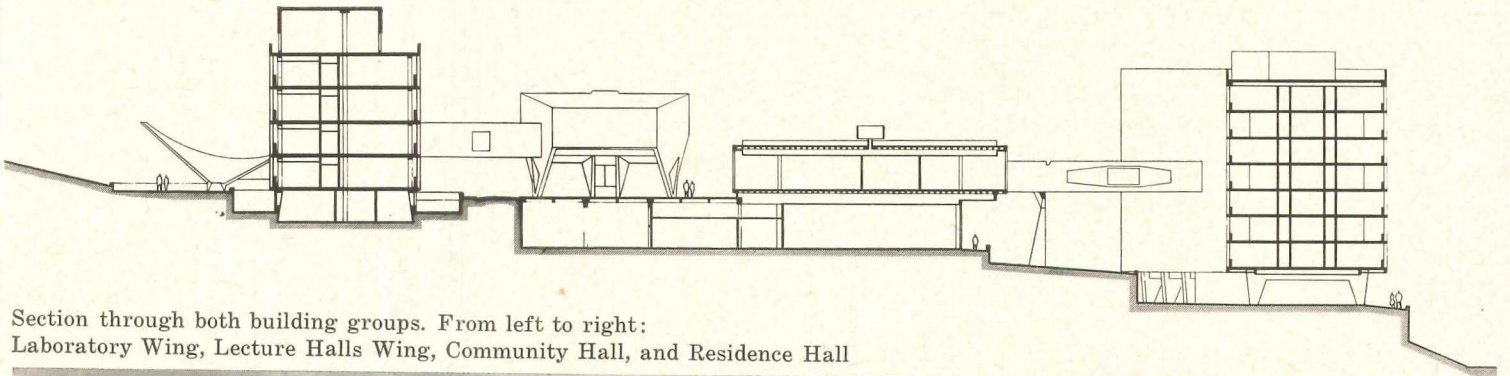 Section through both building groups. From left to right:
Laboratory Wing, Lecture Halls Wing, Community Hall, and Residence Hall